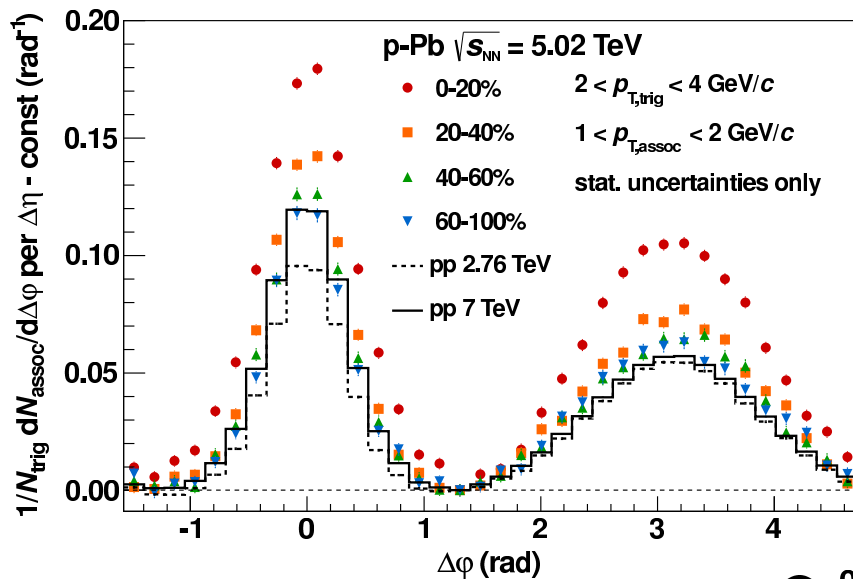 p-Pb √sNN = 5.02 TeV
0-20%
20-40%
40-60%
60-100%
pp 2.76 TeV
pp 7 TeV
2 < pT,trig < 4 GeV/c
1 < pT,assoc < 2 GeV/c
stat. uncertainties only
1/Ntrig dNassoc/dΔφ per Δη - const (rad-1)
0.20
0.15
0.10
0.05
0.00
-1 0 1 2 3 4
Δφ (rad)